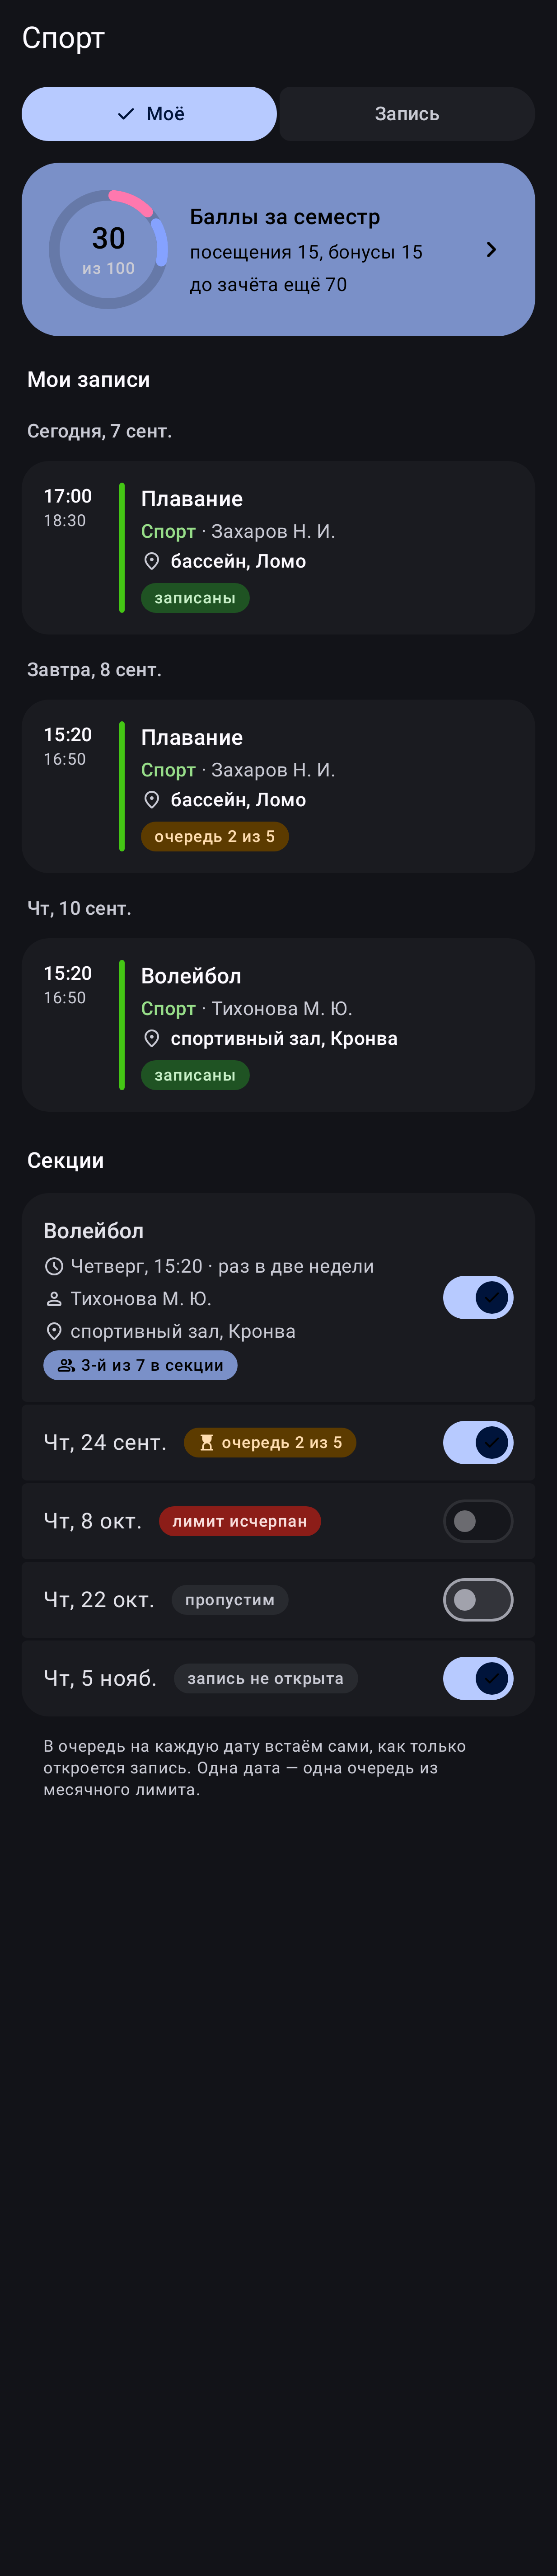 Спорт
Моё
Запись
30
из 100
Баллы за семестр
посещения 15, бонусы 15
до зачёта ещё 70
Мои записи
Сегодня, 7 сент.
17:00
18:30
Плавание
Спорт · Захаров Н. И.
бассейн, Ломо
записаны
Завтра, 8 сент.
15:20
16:50
Плавание
Спорт · Захаров Н. И.
бассейн, Ломо
очередь 2 из 5
Чт, 10 сент.
15:20
16:50
Волейбол
Спорт · Тихонова М. Ю.
спортивный зал, Кронва
записаны
Секции
Волейбол
Четверг, 15:20 · раз в две недели
Тихонова М. Ю.
спортивный зал, Кронва
3-й из 7 в секции
Чт, 24 сент. очередь 2 из 5
Чт, 8 окт. лимит исчерпан
Чт, 22 окт. пропустим
Чт, 5 нояб. запись не открыта
В очередь на каждую дату встаём сами, как только
откроется запись. Одна дата — одна очередь из
месячного лимита.